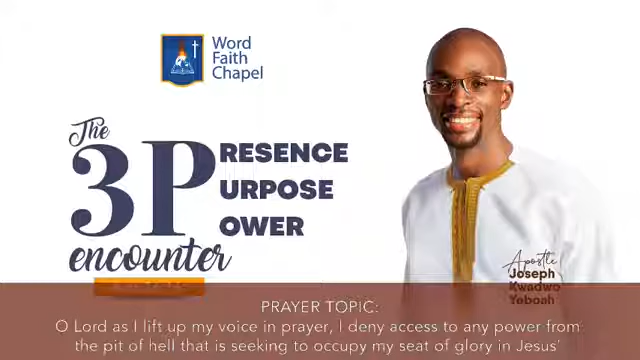 Word
Faith
Chapel
The
3P
RESENCE
URPOSE
OWER
encounter
Apostle
Joseph
Kwadwo
Yeboah
PRAYER TOPIC:
O Lord as I lift up my voice in prayer, I deny access to any power from
the pit of hell that is seeking to occupy my seat of glory in Jesus'